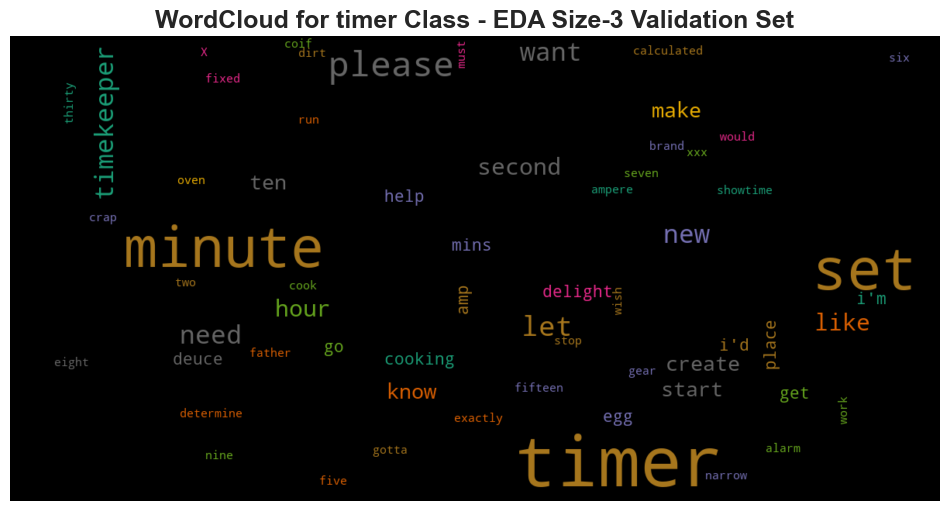 WordCloud for timer Class - EDA Size-3 Validation Set
coif
X
dirt
must
want
calculated
six
please
timekeeper
fixed
thirty
make
run
would
brand
xxx
second
seven
oven
ten
help
ampere
showtime
crap
minute
mins
new
two
cook
set
amp
delight
wish
i'm
hour
let
like
need
stop
go
i'd
place
deuce
father
cooking
eight
create
gear
know
fifteen
start
get
determine
exactly
egg
work
nine
gotta
timer
alarm
five
narrow